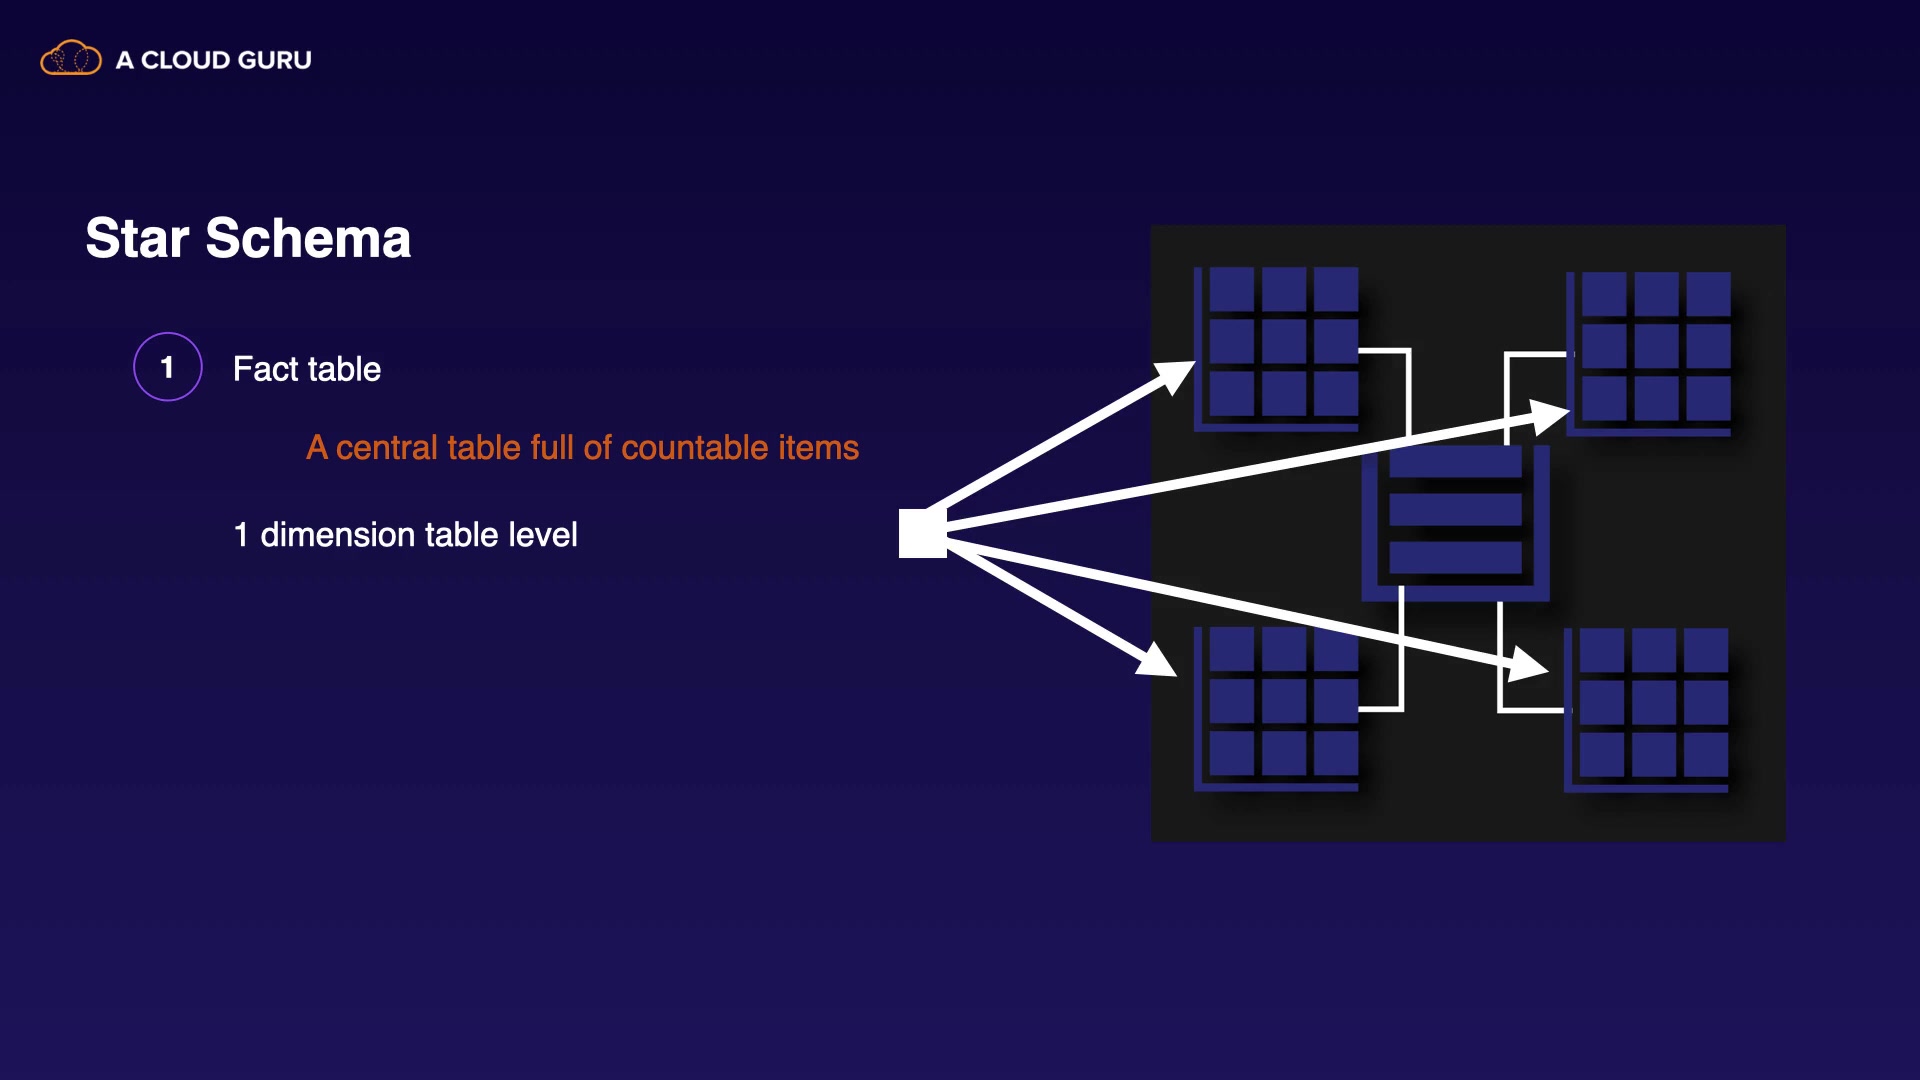 A CLOUD GURU
Star Schema
1 Fact table
A central table full of countable items
1 dimension table level